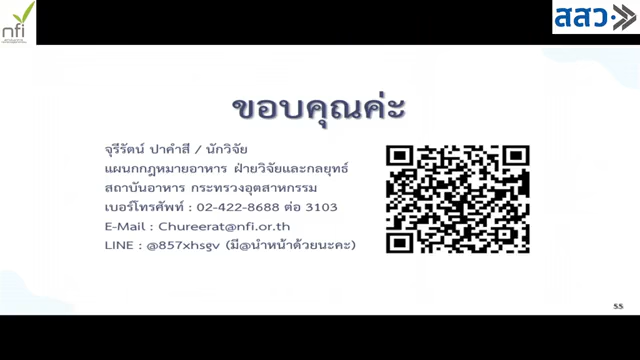 nfi
สสว.
ขอบคุณค่ะ
จุรีรัตน์ ปาคำสี / นักวิจัย
แผนกกฎหมายอาหาร ฝ่ายวิจัยและกลยุทธ์
สถาบันอาหาร กระทรวงอุตสาหกรรม
เบอร์โทรศัพท์ : 02-422-8688 ต่อ 3103
E-Mail : Chureerat@nfi.or.th
LINE : @857xhsgv (มี@นำหน้าด้วยนะคะ)
55